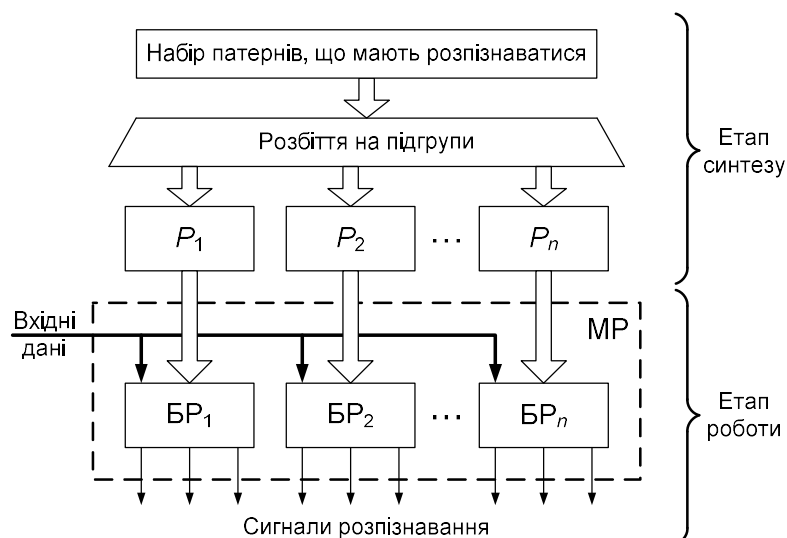 Набір патернів, що мають розпізнаватися
Розбіття на підгрупи
Етап
синтезу
P1
P2
...
Pn
Вхідні
дані
МР
БР1
БР2
...
БРn
Етап
роботи
Сигнали розпізнавання